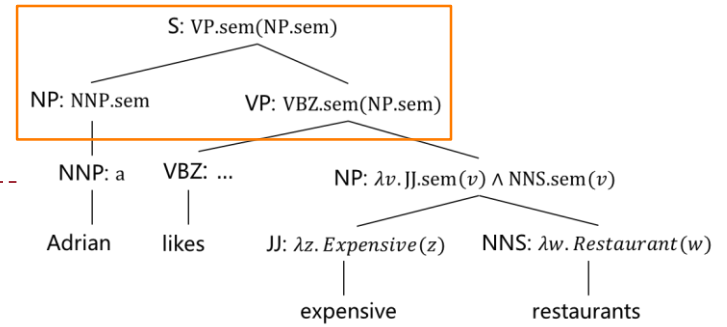 S: VP.sem(NP.sem)
NP: NNP.sem VP: VBZ.sem(NP.sem)
NNP: a VBZ: ... NP: λv.JJ.sem(v) ∧ NNS.sem(v)
Adrian likes JJ: λz.Expensive(z) NNS: λw.Restaurant(w)
expensive restaurants